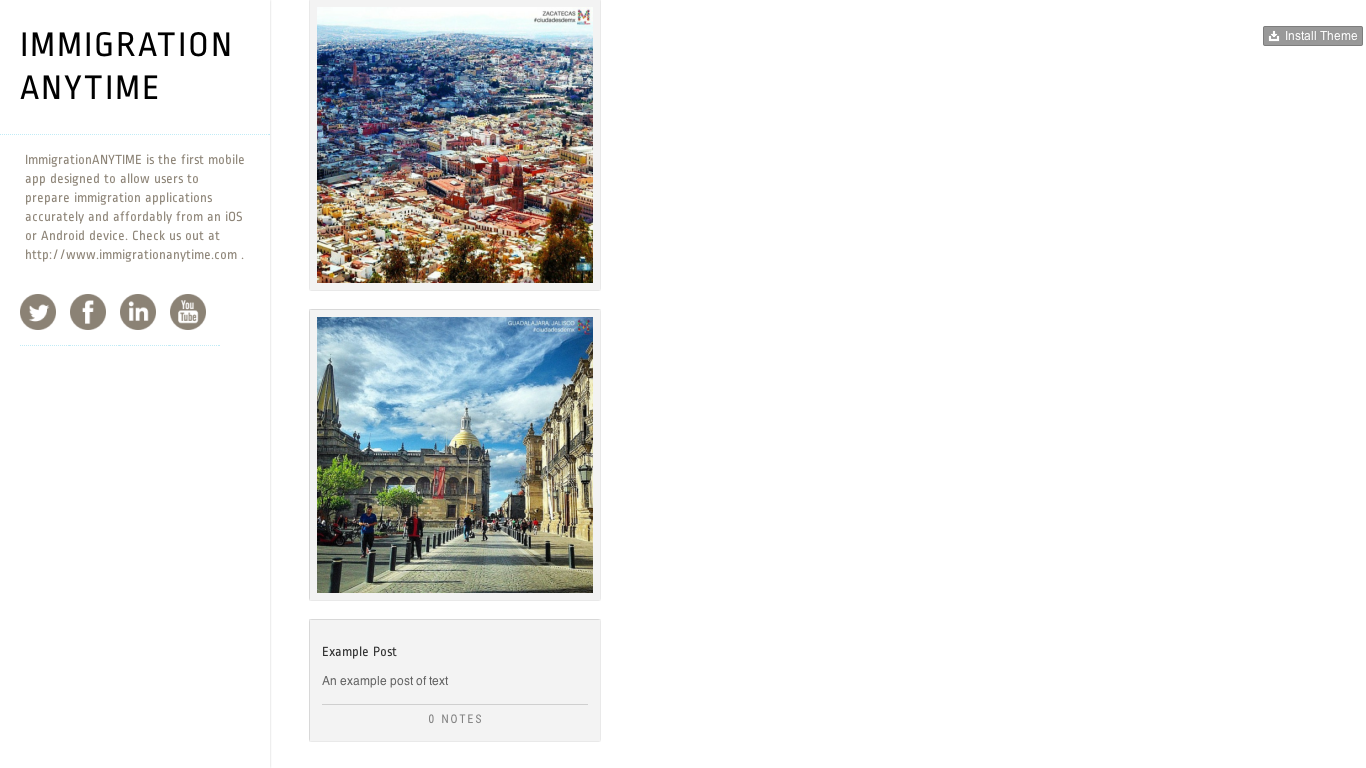 IMMIGRATION
ANYTIME
ImmigrationANYTIME is the first mobile
app designed to allow users to
prepare immigration applications
accurately and affordably from an iOS
or Android device. Check us out at
http://www.immigrationanytime.com .
You
Tube
ZACATECAS
#ciudadesdemx
GUADALAJARA, JALISCO
#ciudadesdemx
Example Post
An example post of text
0 NOTES
Install Theme